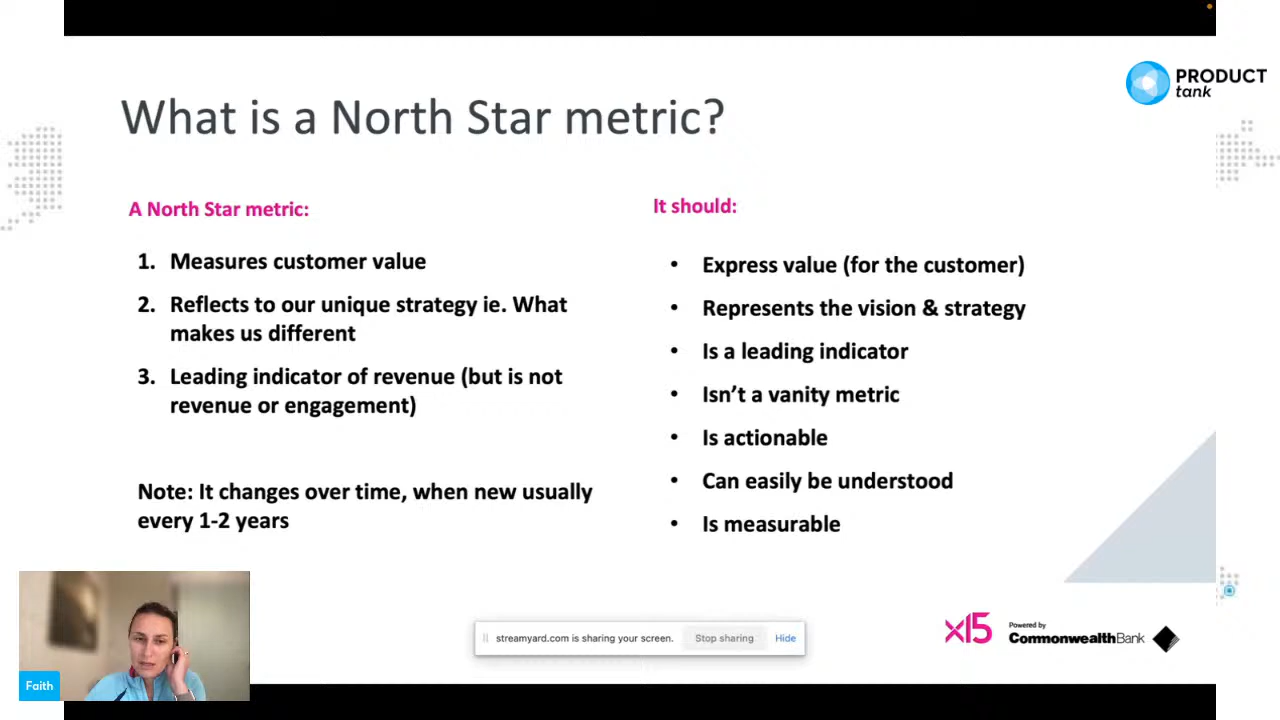 PRODUCT
tank
What is a North Star metric?
A North Star metric:
1. Measures customer value
2. Reflects to our unique strategy ie. What
makes us different
3. Leading indicator of revenue (but is not
revenue or engagement)
Note: It changes over time, when new usually
every 1-2 years
It should:
• Express value (for the customer)
• Represents the vision & strategy
• Is a leading indicator
• Isn't a vanity metric
• Is actionable
• Can easily be understood
• Is measurable
Faith
streamyard.com is sharing your screen. Stop sharing Hide
x15
Powered by
CommonwealthBank